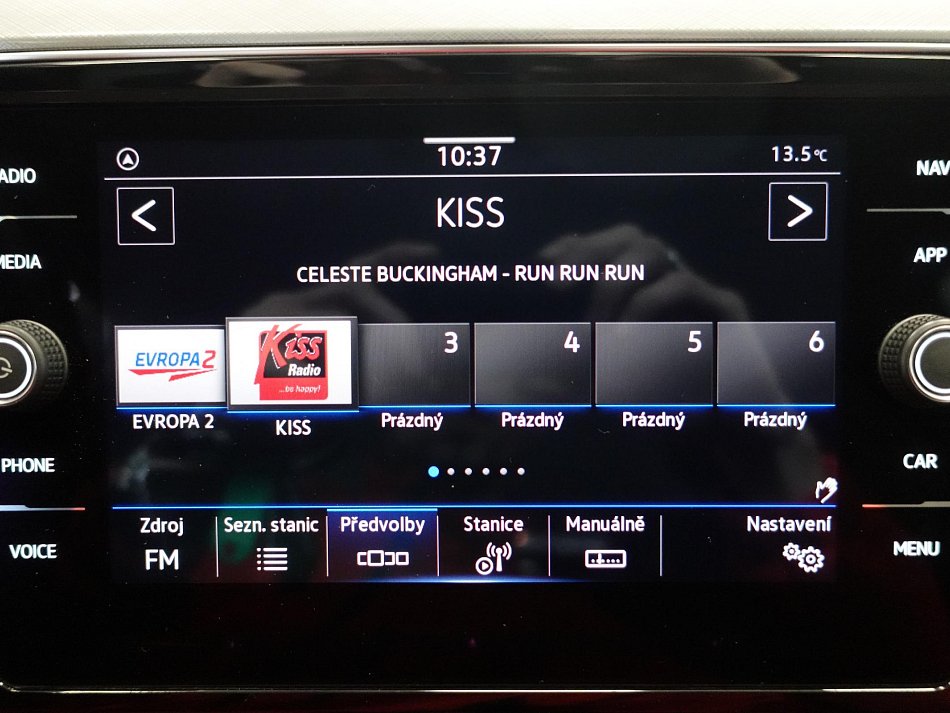 10:37
13.5°C
KISS
CELESTE BUCKINGHAM - RUN RUN RUN
EVROPA 2
Kiss
Radio
...be happy!
3
4
5
6
EVROPA 2
KISS
Prázdný
Prázdný
Prázdný
Prázdný
Zdroj
FM
Sezn. stanic
Předvolby
Stanice
Manuálně
Nastavení
ADIO
MEDIA
PHONE
VOICE
NAV
APP
CAR
MENU